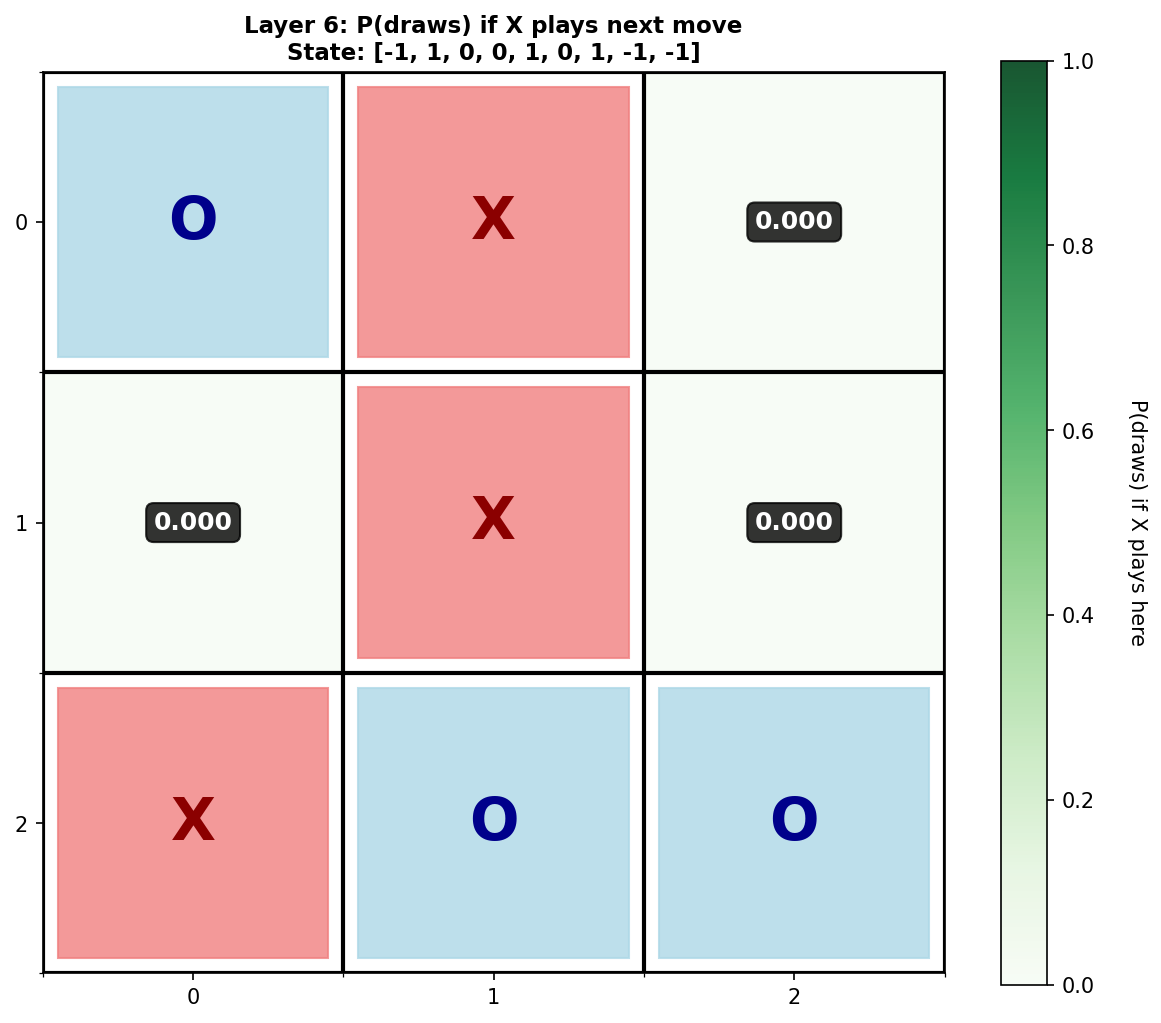 Layer 6: P(draws) if X plays next move
State: [-1, 1, 0, 0, 1, 0, 1, -1, -1]
O X 0.000
0.000 X 0.000
X O O
0
1
2
0 1 2
1.0
0.8
0.6
0.4
0.2
0.0
P(draws) if X plays here